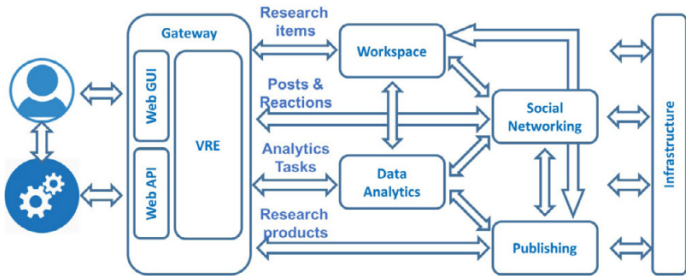 Gateway
Web GUI
Web API
VRE
Research
items
Posts &
Reactions
Analytics
Tasks
Research
products
Workspace
Social
Networking
Data
Analytics
Publishing
Infrastructure